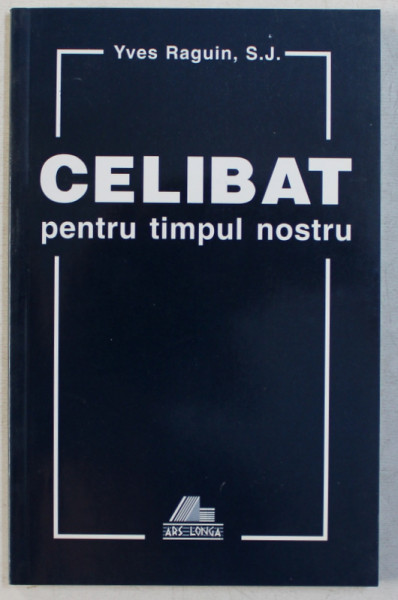 Yves Raguin, S.J.
CELIBAT
pentru timpul nostru
ARS LONGA